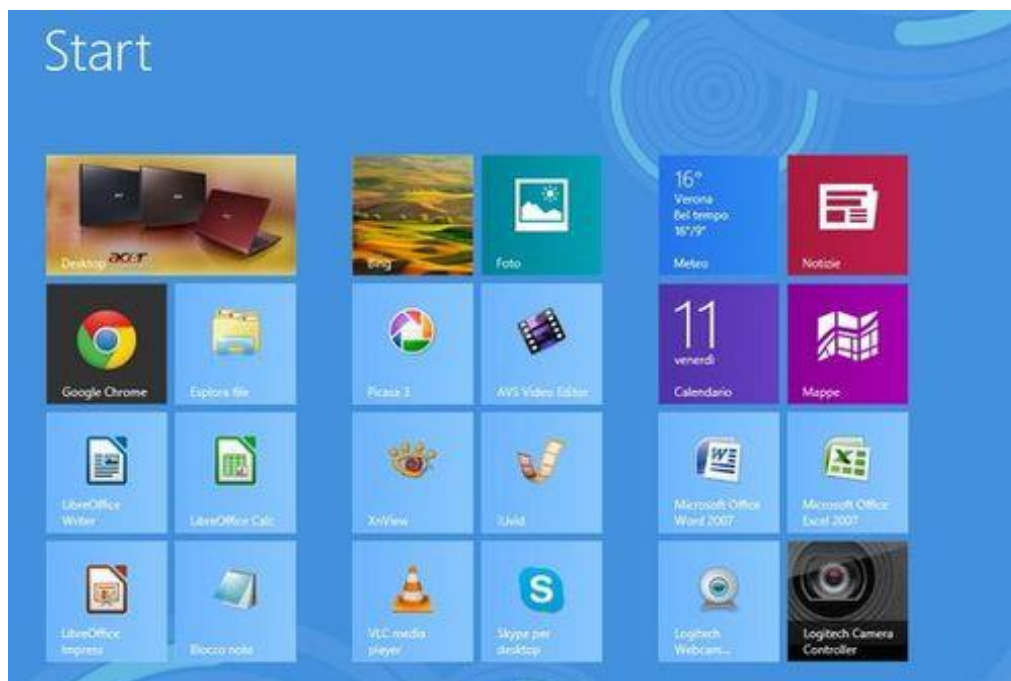 Start
Desktop
acer
Bing
Foto
16°
Verona
Bel tempo
16°/9°
Meteo
Notizie
Google Chrome
Esplora file
Picasa 3
AVS Video Editor
11
venerdì
Calendario
Mappe
LibreOffice
Writer
LibreOffice Calc
XnView
Microsoft Office
Word 2007
Microsoft Office
Excel 2007
LibreOffice
Impress
Blocco note
VLC media
player
Skype per
desktop
Logitech
Webcam...
Logitech Camera
Controller